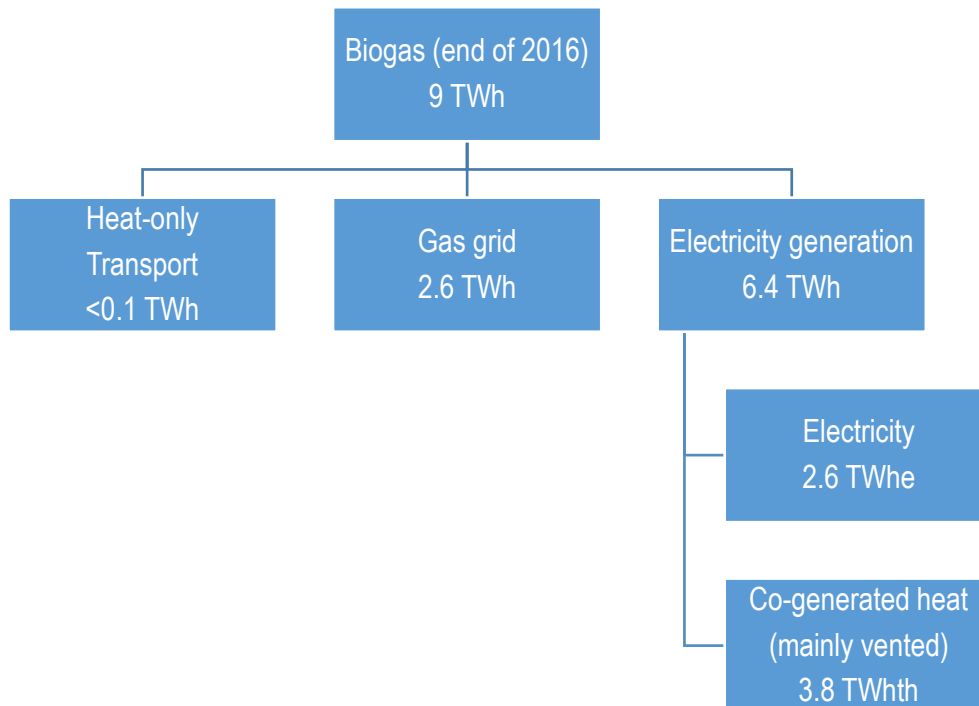 Biogas (end of 2016)
9 TWh
Heat-only
Transport
<0.1 TWh
Gas grid
2.6 TWh
Electricity generation
6.4 TWh
Electricity
2.6 TWhe
Co-generated heat
(mainly vented)
3.8 TWhth